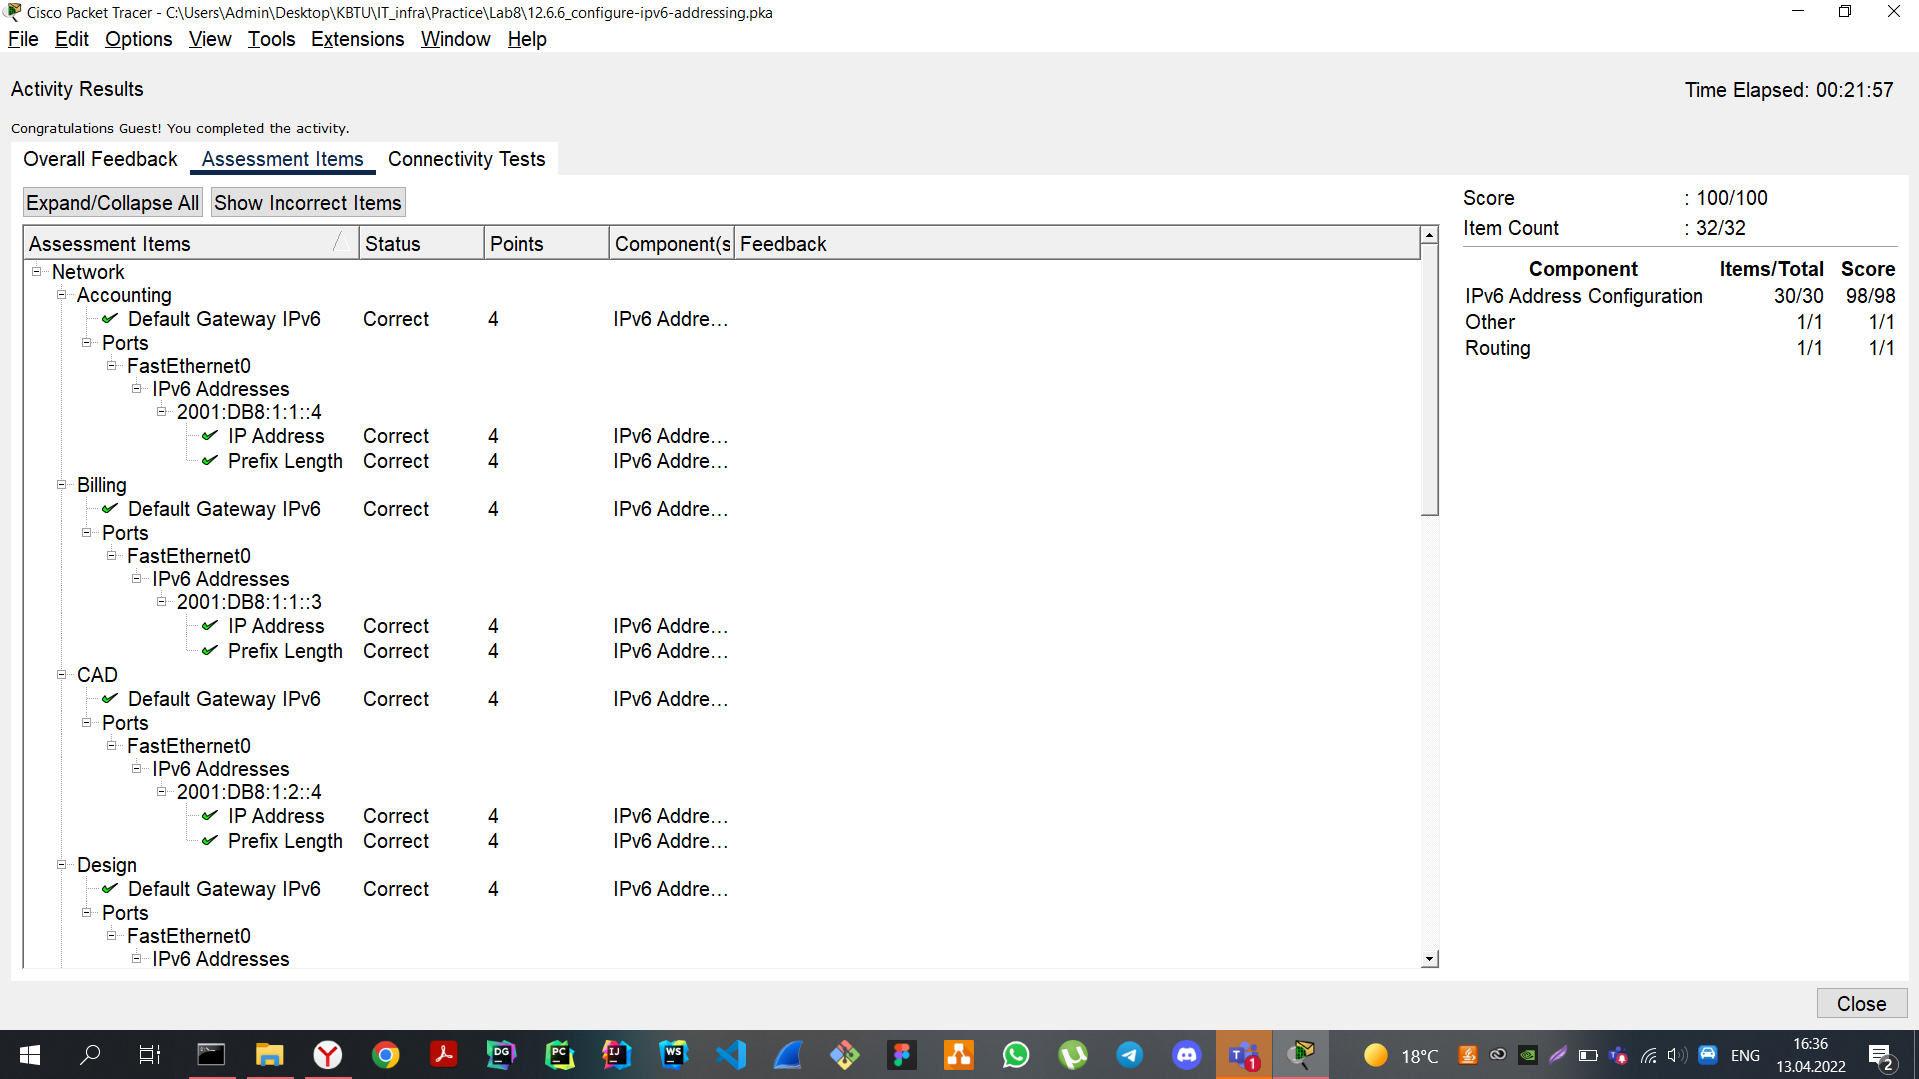 Cisco Packet Tracer - C:\Users\Admin\Desktop\KBTU\IT_infra\Practice\Lab8\12.6.6_configure-ipv6-addressing.pka
File Edit Options View Tools Extensions Window Help
Activity Results
Time Elapsed: 00:21:57
Congratulations Guest! You completed the activity.
Overall Feedback Assessment Items Connectivity Tests
Expand/Collapse All Show Incorrect Items
Assessment Items Status Points Component(s Feedback
Network
Accounting
Default Gateway IPv6 Correct 4 IPv6 Addre...
Ports
FastEthernet0
IPv6 Addresses
2001:DB8:1:1::4
IP Address Correct 4 IPv6 Addre...
Prefix Length Correct 4 IPv6 Addre...
Billing
Default Gateway IPv6 Correct 4 IPv6 Addre...
Ports
FastEthernet0
IPv6 Addresses
2001:DB8:1:1::3
IP Address Correct 4 IPv6 Addre...
Prefix Length Correct 4 IPv6 Addre...
CAD
Default Gateway IPv6 Correct 4 IPv6 Addre...
Ports
FastEthernet0
IPv6 Addresses
2001:DB8:1:2::4
IP Address Correct 4 IPv6 Addre...
Prefix Length Correct 4 IPv6 Addre...
Design
Default Gateway IPv6 Correct 4 IPv6 Addre...
Ports
FastEthernet0
IPv6 Addresses
Score : 100/100
Item Count : 32/32
Component Items/Total Score
IPv6 Address Configuration 30/30 98/98
Other 1/1 1/1
Routing 1/1 1/1
Close
DG
PC
IJ
WS
T
1
18°C
ENG
16:36
13.04.2022
2